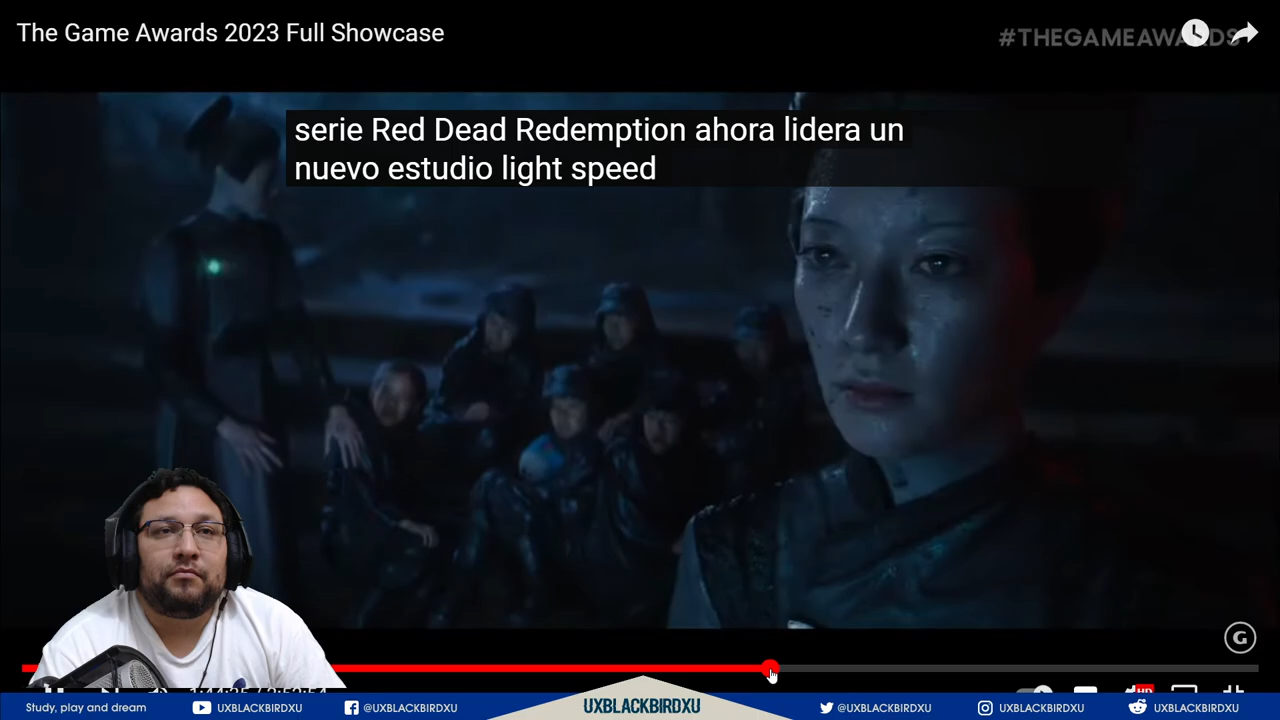 The Game Awards 2023 Full Showcase
#THEGAMEAWARDS
serie Red Dead Redemption ahora lidera un
nuevo estudio light speed
G
HD
Study, play and dream
UXBLACKBIRDXU
@UXBLACKBIRDXU
UXBLACKBIRDXU
@UXBLACKBIRDXU
UXBLACKBIRDXU
UXBLACKBIRDXU